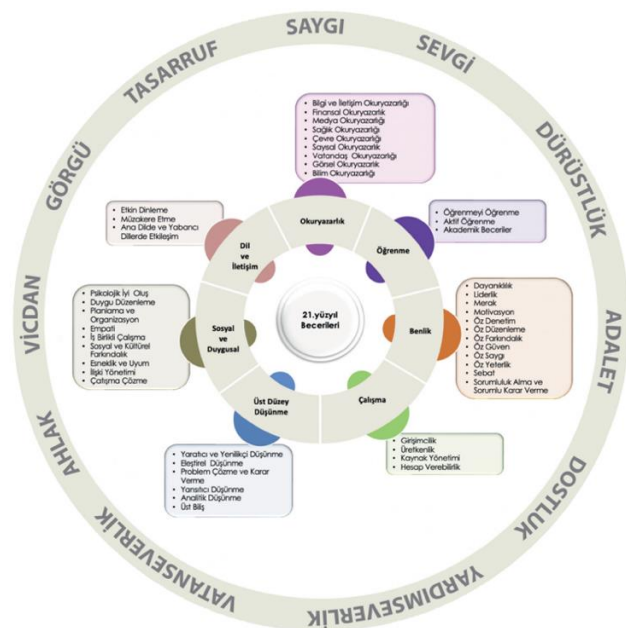 SAYGI
SEVGİ
DÜRÜSTLÜK
ADALET
DOSTLUK
YARDIMSEVERLİK
VATANSEVERLİK
AHLAK
VİCDAN
GÖRGÜ
TASARRUF
• Bilgi ve İletişim Okuryazarlığı
• Finansal Okuryazarlık
• Medya Okuryazarlığı
• Sağlık Okuryazarlığı
• Çevre Okuryazarlığı
• Sayısal Okuryazarlık
• Vatandaş Okuryazarlığı
• Görsel Okuryazarlık
• Bilim Okuryazarlığı
Okuryazarlık
• Öğrenmeyi Öğrenme
• Aktif Öğrenme
• Akademik Beceriler
Öğrenme
• Dayanıklılık
• Liderlik
• Merak
• Motivasyon
• Öz Denetim
• Öz Düzenleme
• Öz Farkındalık
• Öz Güven
• Öz Saygı
• Öz Yeterlik
• Sebat
• Sorumluluk Alma ve
Sorumlu Karar Verme
Benlik
• Girişimcilik
• Üretkenlik
• Kaynak Yönetimi
• Hesap Verebilirlik
Çalışma
• Yaratıcı ve Yenilikçi Düşünme
• Eleştirel Düşünme
• Problem Çözme ve Karar
Verme
• Yansıtıcı Düşünme
• Analitik Düşünme
• Üst Biliş
Üst Düzey
Düşünme
• Psikolojik İyi Oluş
• Duygu Düzenleme
• Planlama ve
Organizasyon
• Empati
• İş Birlikli Çalışma
• Sosyal ve Kültürel
Farkındalık
• Esneklik ve Uyum
• İlişki Yönetimi
• Çatışma Çözme
Sosyal
ve
Duygusal
• Etkin Dinleme
• Müzakere Etme
• Ana Dilde ve Yabancı
Dillerde Etkileşim
Dil
ve
İletişim
21.yüzyıl
Becerileri